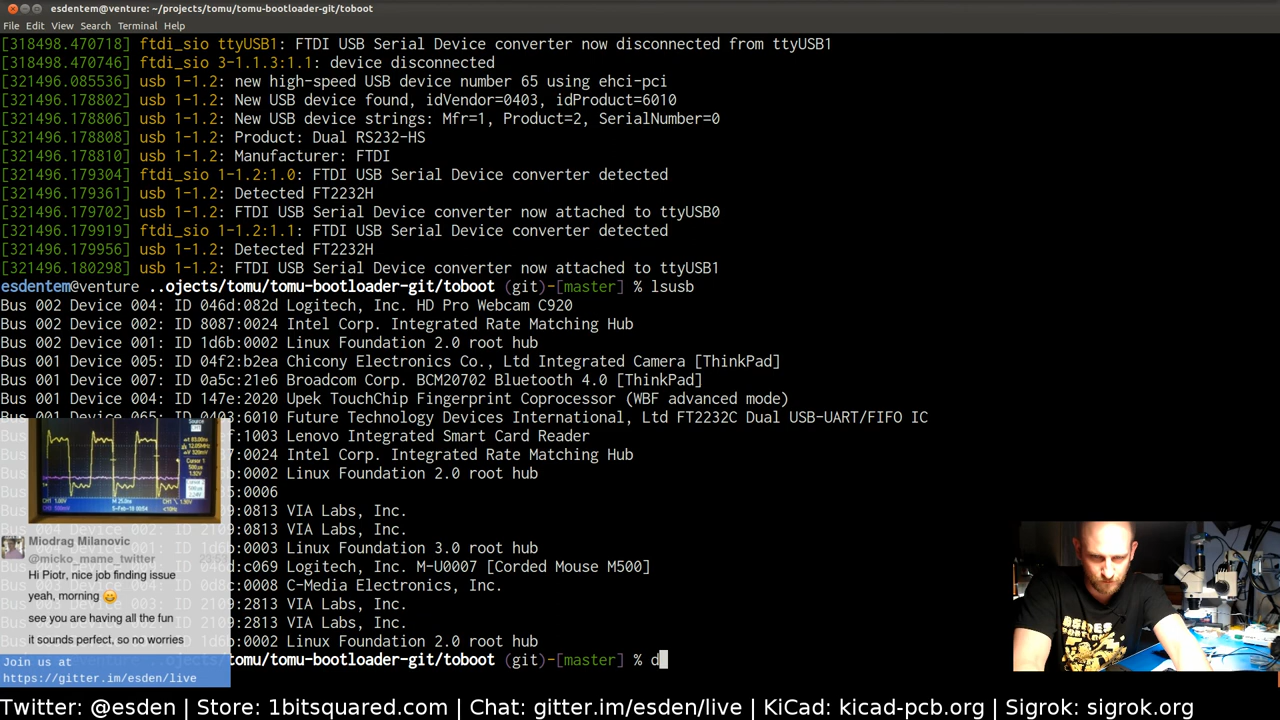 esdentem@venture: ~/projects/tomu/tomu-bootloader-git/toboot
File Edit View Search Terminal Help
[318498.470718] ftdi_sio ttyUSB1: FTDI USB Serial Device converter now disconnected from ttyUSB1
[318498.470746] ftdi_sio 3-1.1.3:1.1: device disconnected
[321496.085536] usb 1-1.2: new high-speed USB device number 65 using ehci-pci
[321496.178802] usb 1-1.2: New USB device found, idVendor=0403, idProduct=6010
[321496.178806] usb 1-1.2: New USB device strings: Mfr=1, Product=2, SerialNumber=0
[321496.178808] usb 1-1.2: Product: Dual RS232-HS
[321496.178810] usb 1-1.2: Manufacturer: FTDI
[321496.179304] ftdi_sio 1-1.2:1.0: FTDI USB Serial Device converter detected
[321496.179361] usb 1-1.2: Detected FT2232H
[321496.179702] usb 1-1.2: FTDI USB Serial Device converter now attached to ttyUSB0
[321496.179919] ftdi_sio 1-1.2:1.1: FTDI USB Serial Device converter detected
[321496.179956] usb 1-1.2: Detected FT2232H
[321496.180298] usb 1-1.2: FTDI USB Serial Device converter now attached to ttyUSB1
esdentem@venture ..ojects/tomu/tomu-bootloader-git/toboot (git)-[master] % lsusb
Bus 002 Device 004: ID 046d:082d Logitech, Inc. HD Pro Webcam C920
Bus 002 Device 002: ID 8087:0024 Intel Corp. Integrated Rate Matching Hub
Bus 002 Device 001: ID 1d6b:0002 Linux Foundation 2.0 root hub
Bus 001 Device 005: ID 04f2:b2ea Chicony Electronics Co., Ltd Integrated Camera [ThinkPad]
Bus 001 Device 007: ID 0a5c:21e6 Broadcom Corp. BCM20702 Bluetooth 4.0 [ThinkPad]
Bus 001 Device 004: ID 147e:2020 Upek TouchChip Fingerprint Coprocessor (WBF advanced mode)
Bus 001 Device 065: ID 0403:6010 Future Technology Devices International, Ltd FT2232C Dual USB-UART/FIFO IC
:1003 Lenovo Integrated Smart Card Reader
:0024 Intel Corp. Integrated Rate Matching Hub
:0002 Linux Foundation 2.0 root hub
:0006
:0813 VIA Labs, Inc.
002: ID 2109:0813 VIA Labs, Inc.
:0003 Linux Foundation 3.0 root hub
:c069 Logitech, Inc. M-U0007 [Corded Mouse M500]
:0008 C-Media Electronics, Inc.
003: ID 2109:2813 VIA Labs, Inc.
002: ID 2109:2813 VIA Labs, Inc.
:0002 Linux Foundation 2.0 root hub
tomu/tomu-bootloader-git/toboot (git)-[master] % d
Miodrag Milanovic
@micko_mame_twitter
Hi Piotr, nice job finding issue
yeah, morning 😄
see you are having all the fun
it sounds perfect, so no worries
Join us at
https://gitter.im/esden/live
Twitter: @esden | Store: 1bitsquared.com | Chat: gitter.im/esden/live | KiCad: kicad-pcb.org | Sigrok: sigrok.org